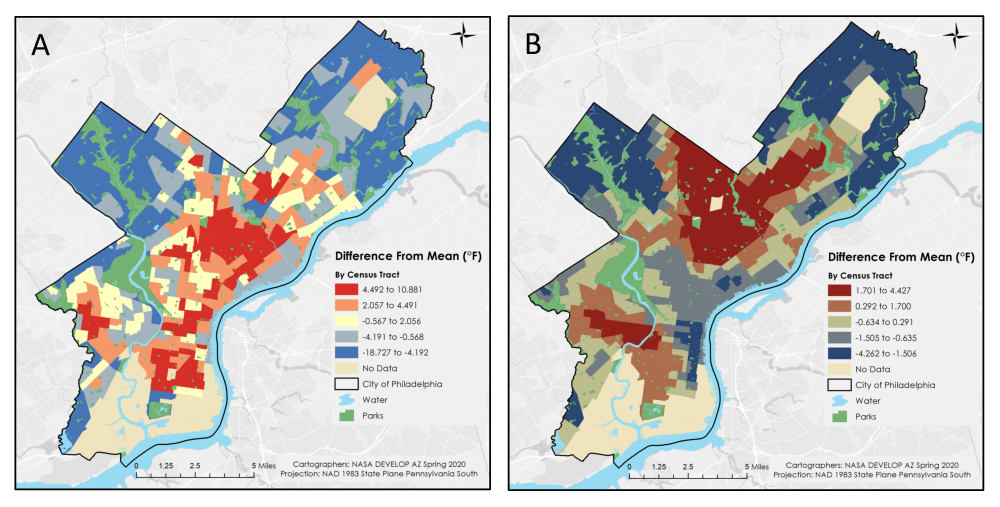 A
Difference From Mean (°F)
By Census Tract
4.492 to 10.881
2.057 to 4.491
-0.567 to 2.056
-4.191 to -0.568
-18.727 to -4.192
No Data
City of Philadelphia
Water
Parks
0 1.25 2.5 5 Miles
Cartographers: NASA DEVELOP AZ Spring 2020
Projection: NAD 1983 State Plane Pennsylvania South
B
Difference From Mean (°F)
By Census Tract
1.701 to 4.427
0.292 to 1.700
-0.634 to 0.291
-1.505 to -0.635
-4.262 to -1.506
No Data
City of Philadelphia
Water
Parks
0 1.25 2.5 5 Miles
Cartographers: NASA DEVELOP AZ Spring 2020
Projection: NAD 1983 State Plane Pennsylvania South